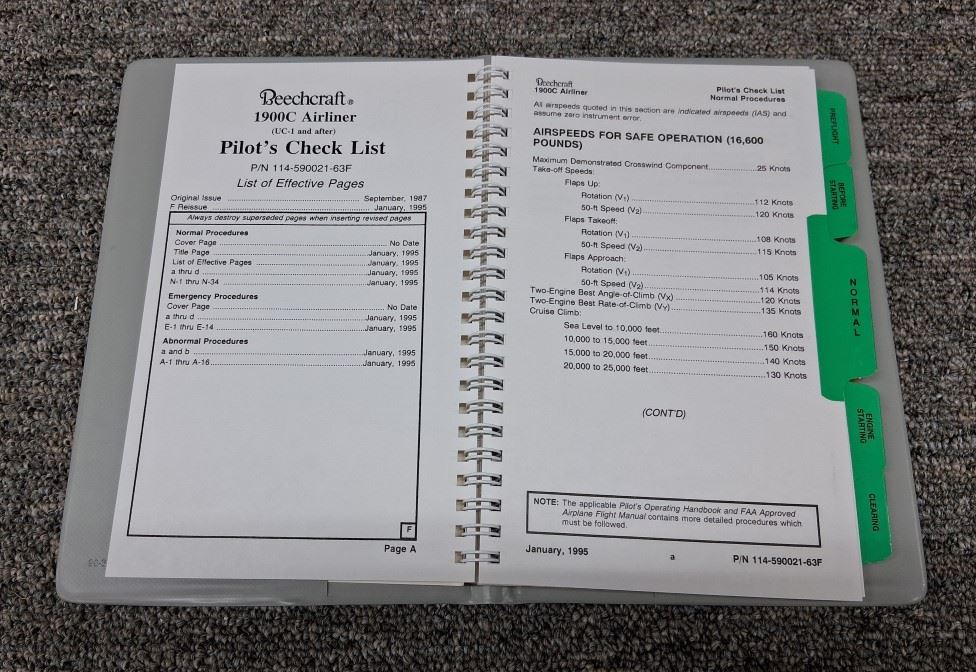 Beechcraft®
1900C Airliner
(UC-1 and after)
Pilot's Check List
P/N 114-590021-63F
List of Effective Pages
Original Issue ........ September, 1987
F Reissue ........ January, 1995
Always destroy superseded pages when inserting revised pages
Normal Procedures
Cover Page ........ No Date
Title Page ........ January, 1995
List of Effective Pages ........ January, 1995
a thru d ........ January, 1995
N-1 thru N-34 ........ January, 1995
Emergency Procedures
Cover Page ........ No Date
a thru d ........ January, 1995
E-1 thru E-14 ........ January, 1995
Abnormal Procedures
a and b ........ January, 1995
A-1 thru A-16 ........ January, 1995
F
Page A
Beechcraft
1900C Airliner
Pilot's Check List
Normal Procedures
All airspeeds quoted in this section are indicated airspeeds (IAS) and
assume zero instrument error.
AIRSPEEDS FOR SAFE OPERATION (16,600
POUNDS)
Maximum Demonstrated Crosswind Component ........ 25 Knots
Take-off Speeds:
Flaps Up:
Rotation (V1) ........ 112 Knots
50-ft Speed (V2) ........ 120 Knots
Flaps Takeoff:
Rotation (V1) ........ 108 Knots
50-ft Speed (V2) ........ 115 Knots
Flaps Approach:
Rotation (V1) ........ 105 Knots
50-ft Speed (V2) ........ 114 Knots
Two-Engine Best Angle-of-Climb (VX) ........ 120 Knots
Two-Engine Best Rate-of-Climb (VY) ........ 135 Knots
Cruise Climb:
Sea Level to 10,000 feet ........ 160 Knots
10,000 to 15,000 feet ........ 150 Knots
15,000 to 20,000 feet ........ 140 Knots
20,000 to 25,000 feet ........ 130 Knots
(CONT'D)
NOTE: The applicable Pilot's Operating Handbook and FAA Approved
Airplane Flight Manual contains more detailed procedures which
must be followed.
January, 1995
a
P/N 114-590021-63F
PREFLIGHT
BEFORE
STARTING
NORMAL
ENGINE
STARTING
CLEARING